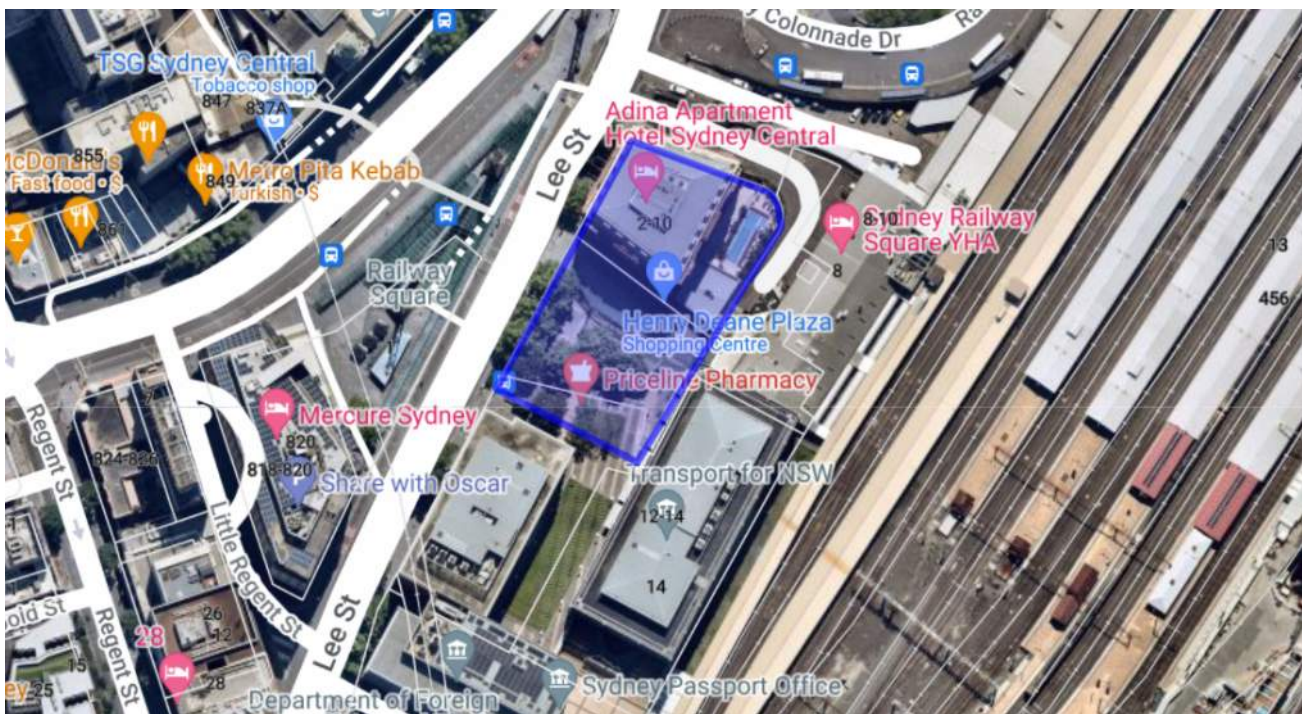 Colonnade Dr
TSG Sydney Central
Tobacco shop
847
837A
855
McDonald's
Fast food • $
849
Metro Pita Kebab
Turkish • $
861
Lee St
Adina Apartment
Hotel Sydney Central
2-10
8-10
Sydney Railway
Square YHA
8
13
456
Railway
Square
Henry Deane Plaza
Shopping Centre
Priceline Pharmacy
Mercure Sydney
820
818-820
Share with Oscar
824-826
Regent St
Little Regent St
Transport for NSW
12-14
14
Lee St
Regent St
26
12
28
28
15
25
Department of Foreign
Sydney Passport Office